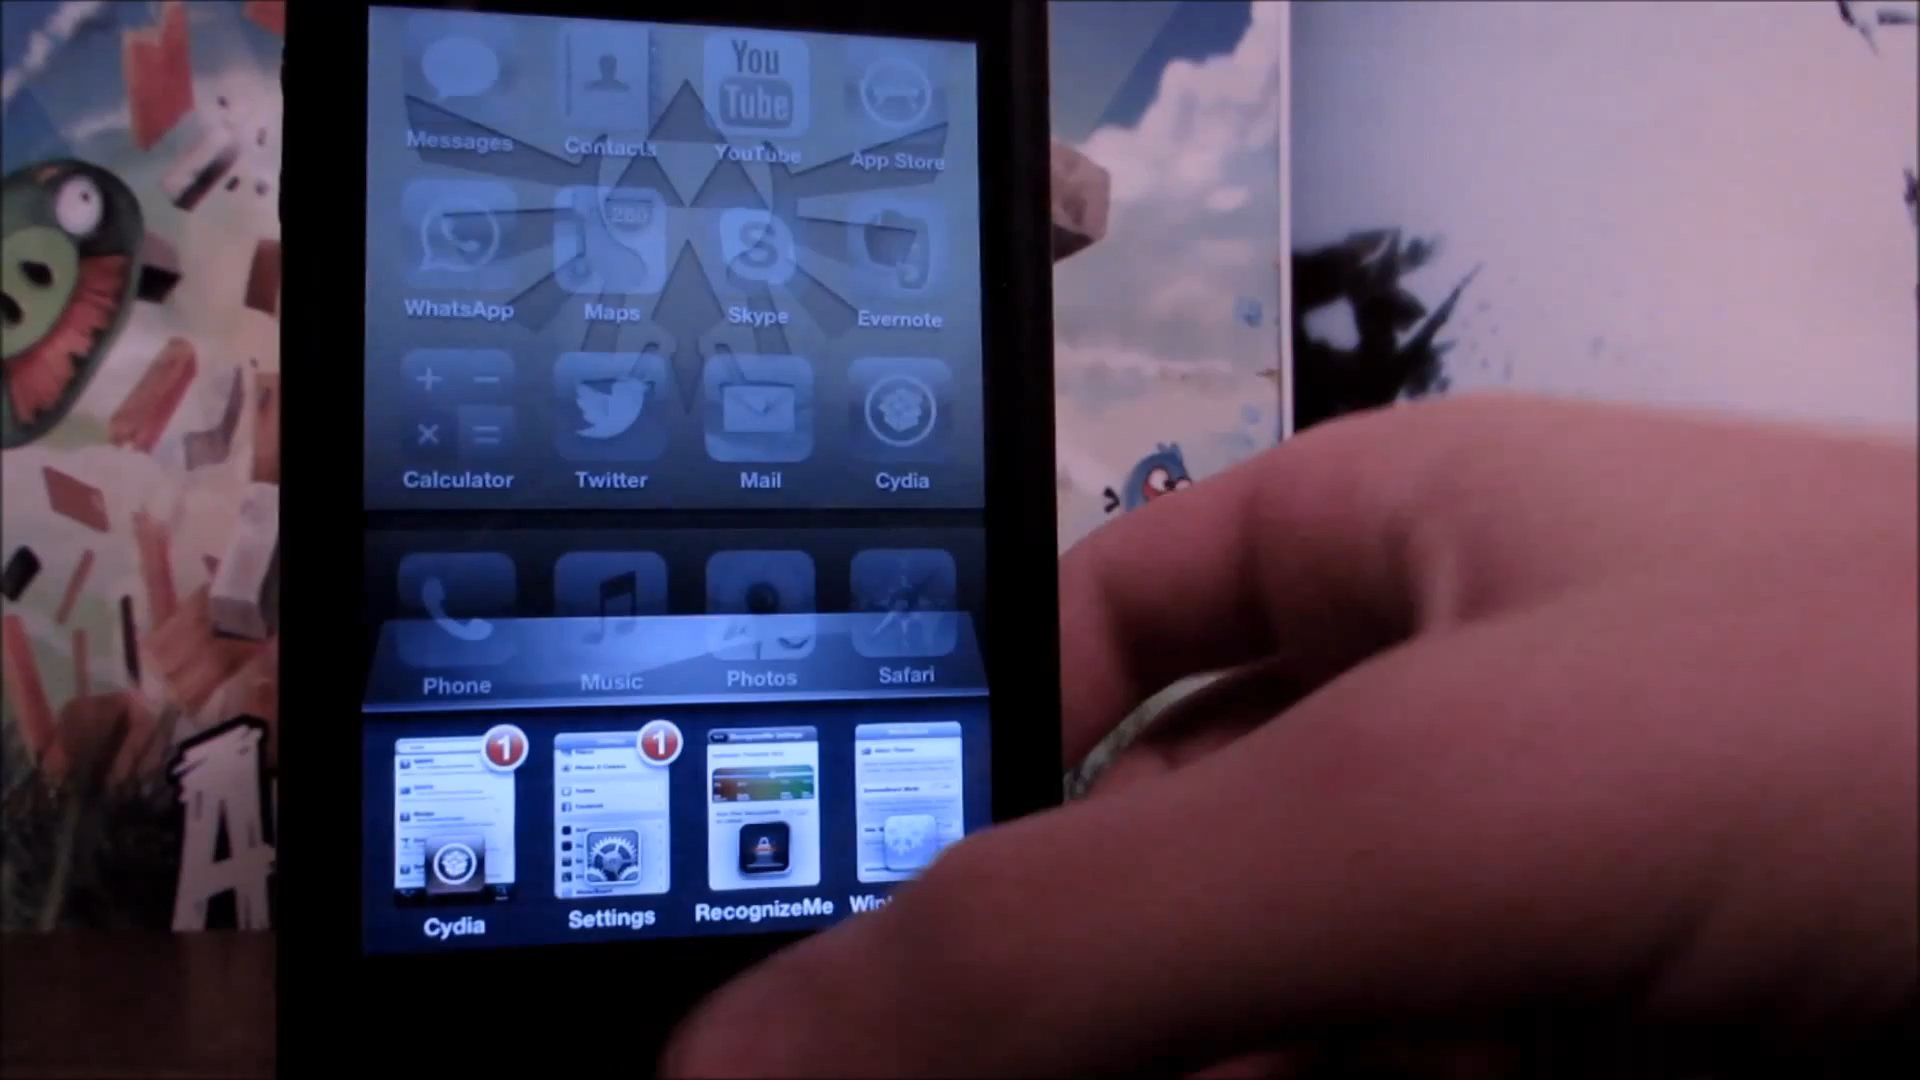 You
Tube
Messages Contacts YouTube App Store
280
WhatsApp Maps Skype Evernote
Calculator Twitter Mail Cydia
Phone Music Photos Safari
1 1
Cydia Settings RecognizeMe